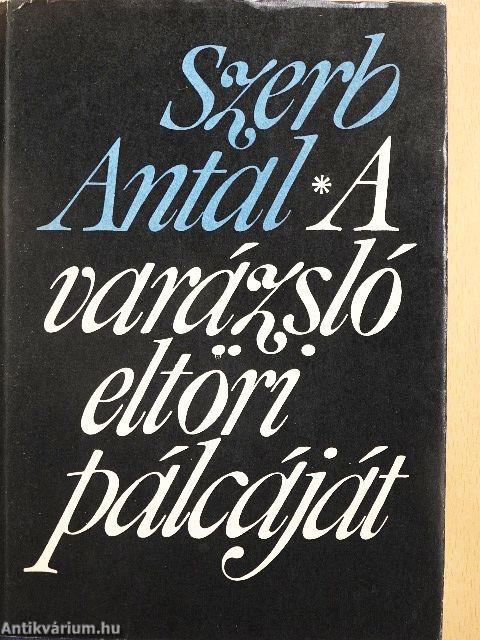 Szerb
Antal * A
varázsló
eltöri
pálcáját
Antikvárium.hu